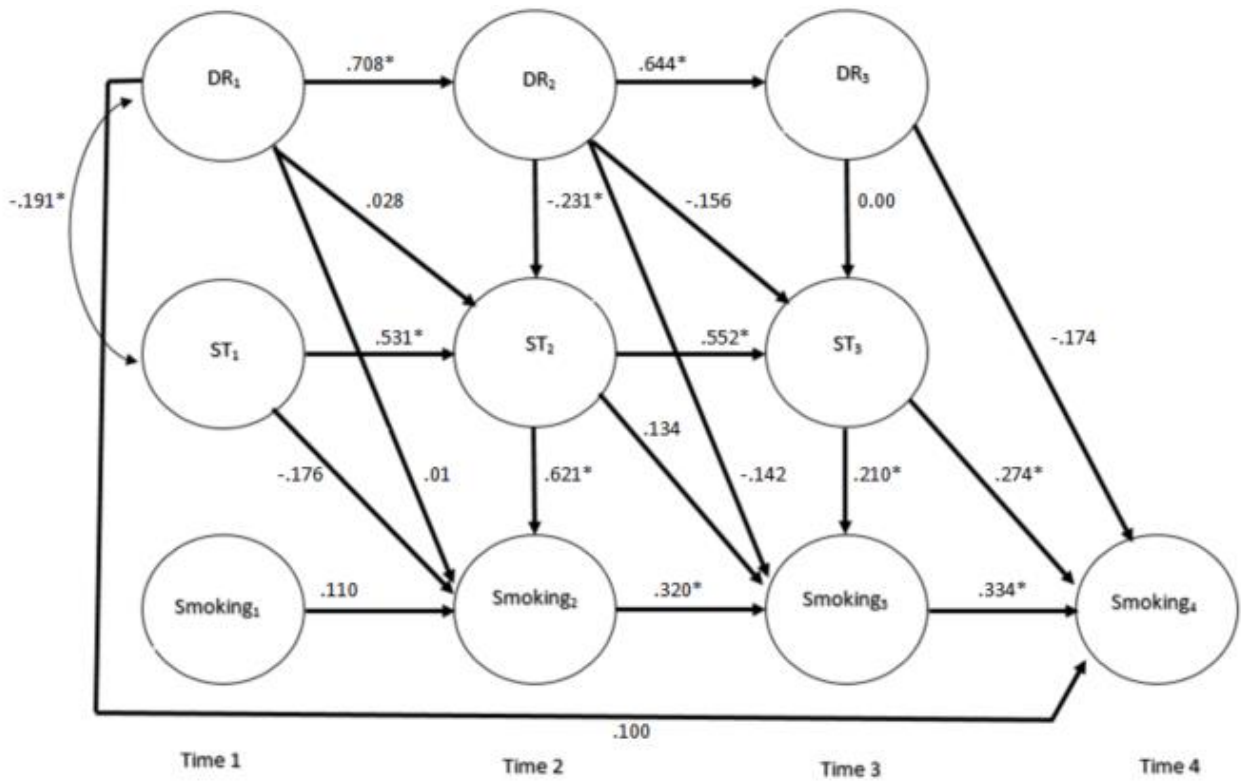 .708*
.644*
DR₁
DR₂
DR₃
-.191*
.028
-.231*
-.156
0.00
ST₁
.531*
ST₂
.552*
ST₃
-.174
-.176
.01
.621*
.134
-.142
.210*
.274*
Smoking₁
.110
Smoking₂
.320*
Smoking₃
.334*
Smoking₄
.100
Time 1
Time 2
Time 3
Time 4